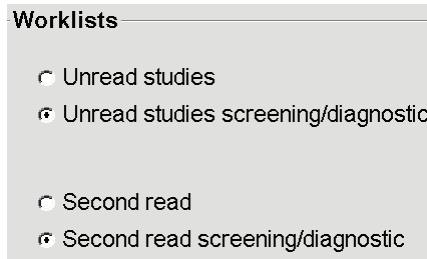 Worklists
Unread studies
Unread studies screening/diagnostic
Second read
Second read screening/diagnostic